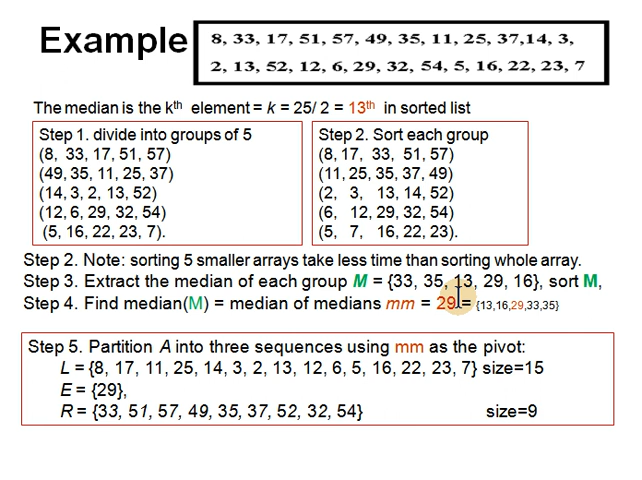 Example
8, 33, 17, 51, 57, 49, 35, 11, 25, 37,14, 3,
2, 13, 52, 12, 6, 29, 32, 54, 5, 16, 22, 23, 7
The median is the kth element = k = 25/ 2 = 13th in sorted list
Step 1. divide into groups of 5
(8, 33, 17, 51, 57)
(49, 35, 11, 25, 37)
(14, 3, 2, 13, 52)
(12, 6, 29, 32, 54)
(5, 16, 22, 23, 7).
Step 2. Sort each group
(8, 17, 33, 51, 57)
(11, 25, 35, 37, 49)
(2, 3, 13, 14, 52)
(6, 12, 29, 32, 54)
(5, 7, 16, 22, 23).
Step 2. Note: sorting 5 smaller arrays take less time than sorting whole array.
Step 3. Extract the median of each group M = {33, 35, 13, 29, 16}, sort M,
Step 4. Find median(M) = median of medians mm = 29 = {13,16,29,33,35}
Step 5. Partition A into three sequences using mm as the pivot:
L = {8, 17, 11, 25, 14, 3, 2, 13, 12, 6, 5, 16, 22, 23, 7} size=15
E = {29},
R = {33, 51, 57, 49, 35, 37, 52, 32, 54} size=9